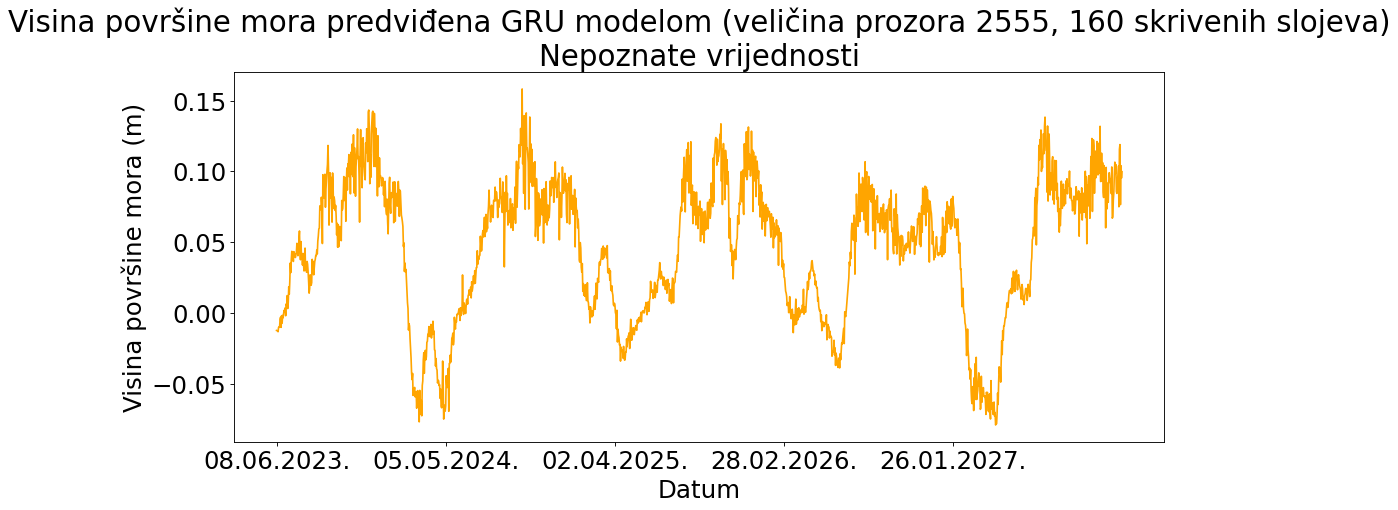 Visina površine mora predviđena GRU modelom (veličina prozora 2555, 160 skrivenih slojeva)
Nepoznate vrijednosti
Visina površine mora (m)
0.15
0.10
0.05
0.00
−0.05
08.06.2023. 05.05.2024. 02.04.2025. 28.02.2026. 26.01.2027.
Datum